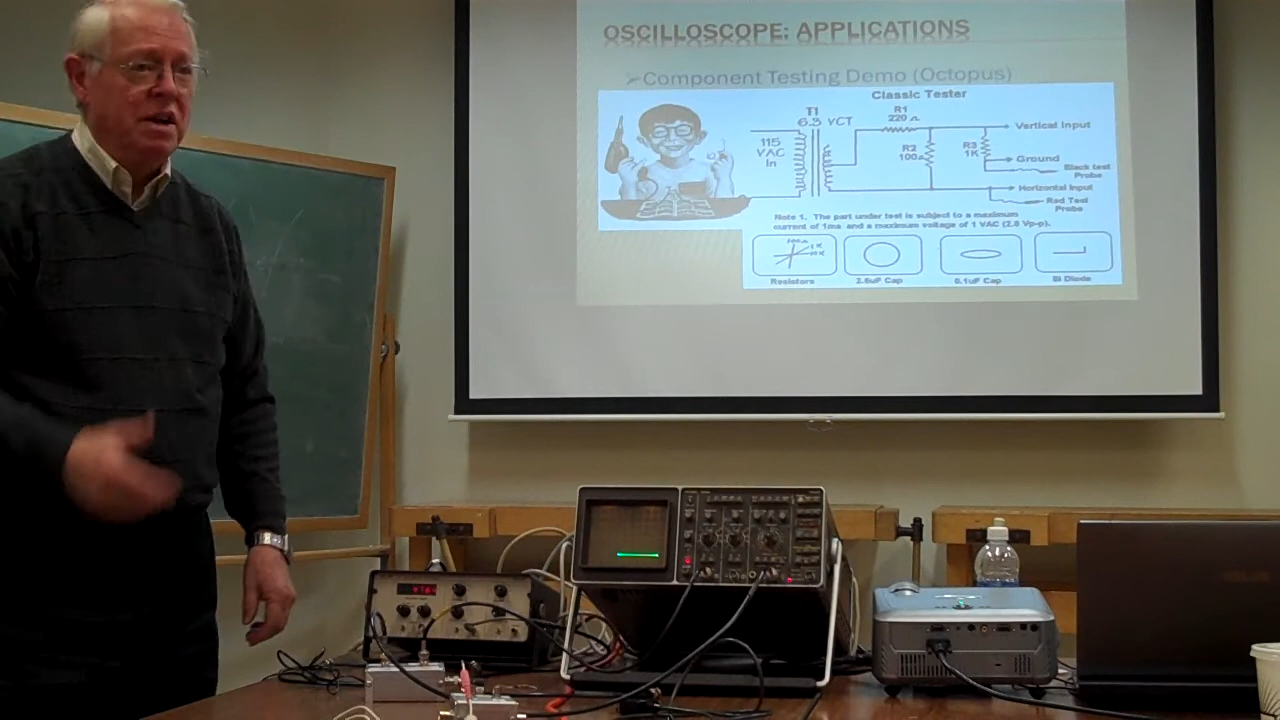 OSCILLOSCOPE: APPLICATIONS
➢Component Testing Demo (Octopus)
Classic Tester
T1
6.3 VCT
115
VAC
In
R1
220
R2
100
R3
1K
Vertical Input
Ground
Black test
Probe
Horizontal Input
Red Test
Probe
Note 1. The part under test is subject to a maximum
current of 1ma and a maximum voltage of 1 VAC (2.8 Vp-p).
Resistors
2.6uF Cap
0.1uF Cap
Si Diode